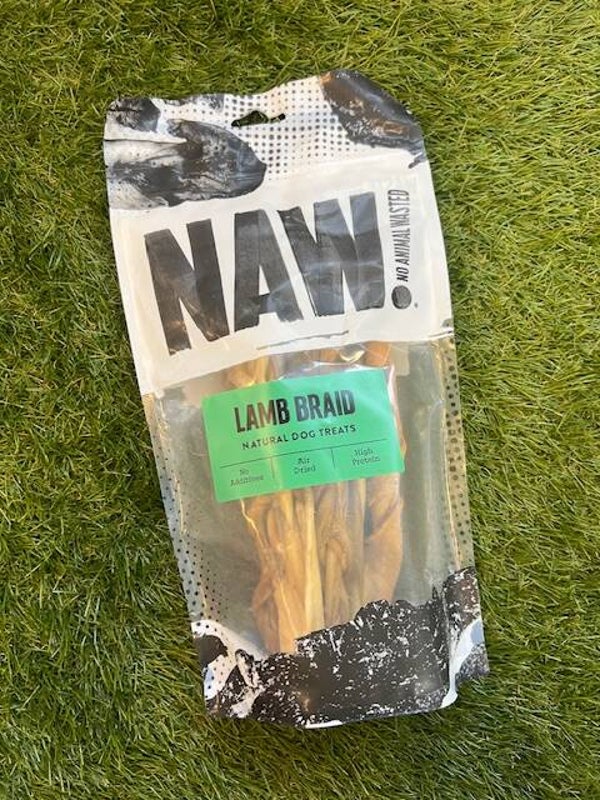 NAW!
NO ANIMAL WASTED
LAMB BRAID
NATURAL DOG TREATS
No Additives
Air Dried
High Protein